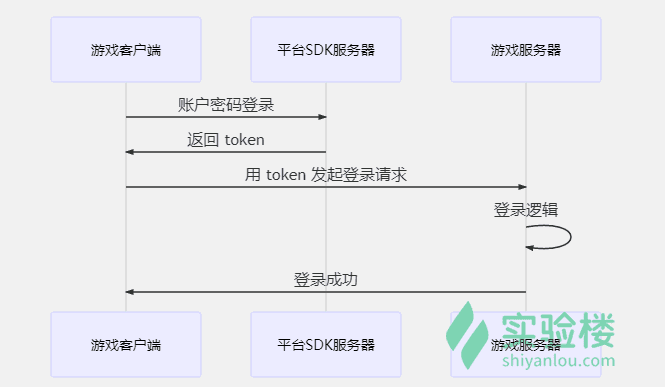 游戏客户端 平台SDK服务器 游戏服务器
账户密码登录
返回 token
用 token 发起登录请求
登录逻辑
登录成功
游戏客户端 平台SDK服务器 游戏服务器
实验楼
shiyanlou.com